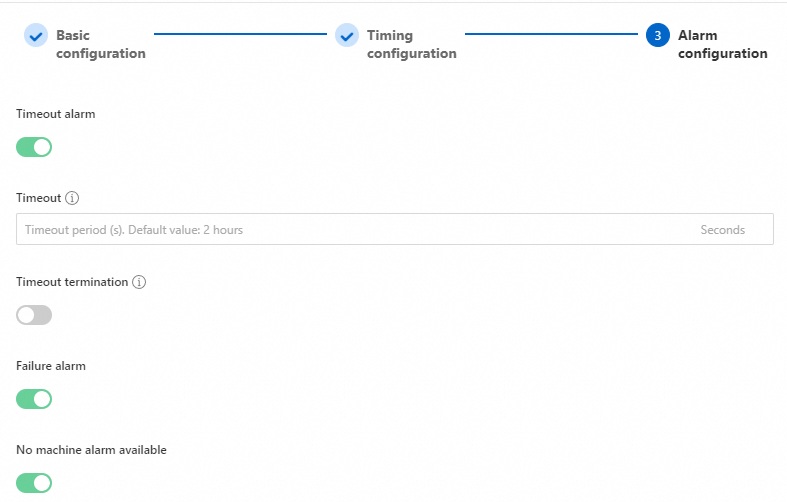 Basic
configuration
Timing
configuration
3
Alarm
configuration
Timeout alarm
Timeout
Timeout period (s). Default value: 2 hours
Seconds
Timeout termination
Failure alarm
No machine alarm available